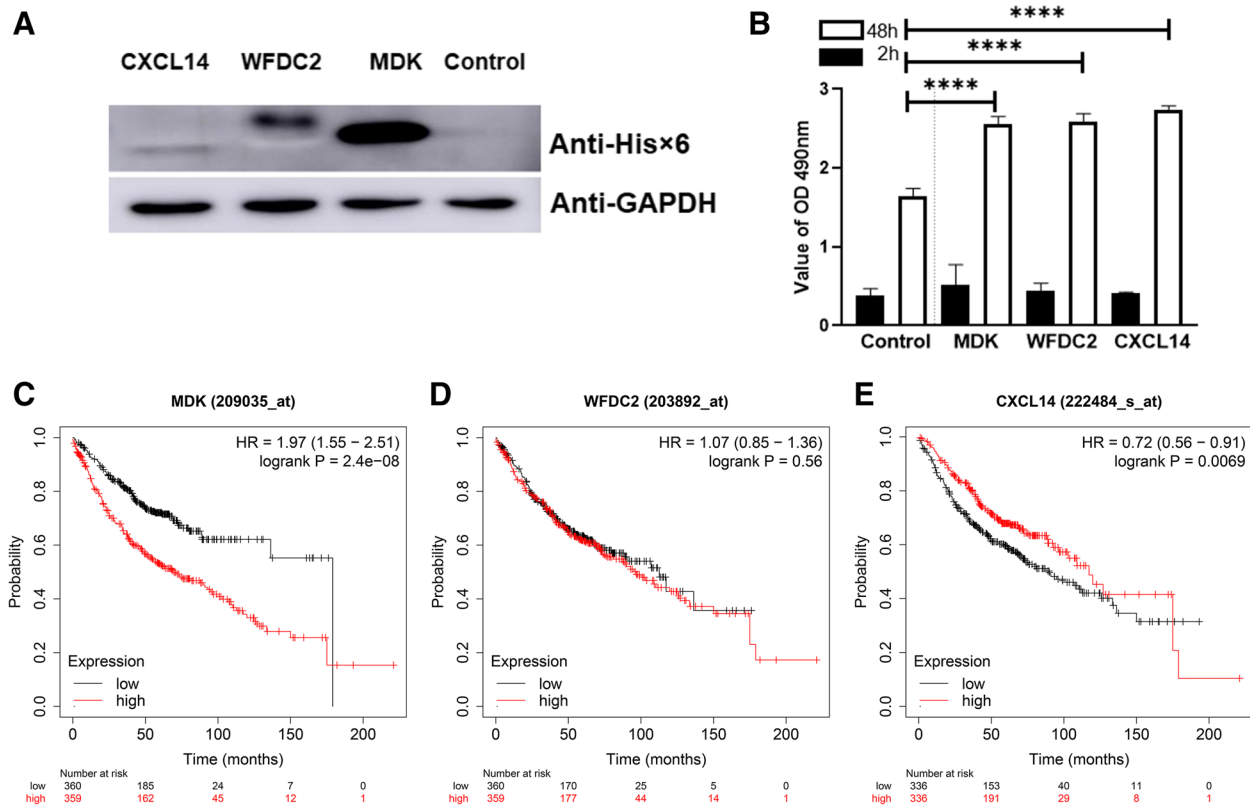 A
CXCL14 WFDC2 MDK Control
Anti-His×6
Anti-GAPDH
B
48h
2h
****
****
****
Value of OD 490nm
3
2
1
0
Control MDK WFDC2 CXCL14
C
MDK (209035_at)
HR = 1.97 (1.55 − 2.51)
logrank P = 2.4e−08
Probability
1.0
0.8
0.6
0.4
0.2
0.0
Expression
low
high
0 50 100 150 200
Time (months)
Number at risk
low 360 185 24 7 0
high 359 162 45 12 1
D
WFDC2 (203892_at)
HR = 1.07 (0.85 − 1.36)
logrank P = 0.56
Probability
1.0
0.8
0.6
0.4
0.2
0.0
Expression
low
high
0 50 100 150 200
Time (months)
Number at risk
low 360 170 25 5 0
high 359 177 44 14 1
E
CXCL14 (222484_s_at)
HR = 0.72 (0.56 − 0.91)
logrank P = 0.0069
Probability
1.0
0.8
0.6
0.4
0.2
0.0
Expression
low
high
0 50 100 150 200
Time (months)
Number at risk
low 336 153 40 11 0
high 336 191 29 8 1